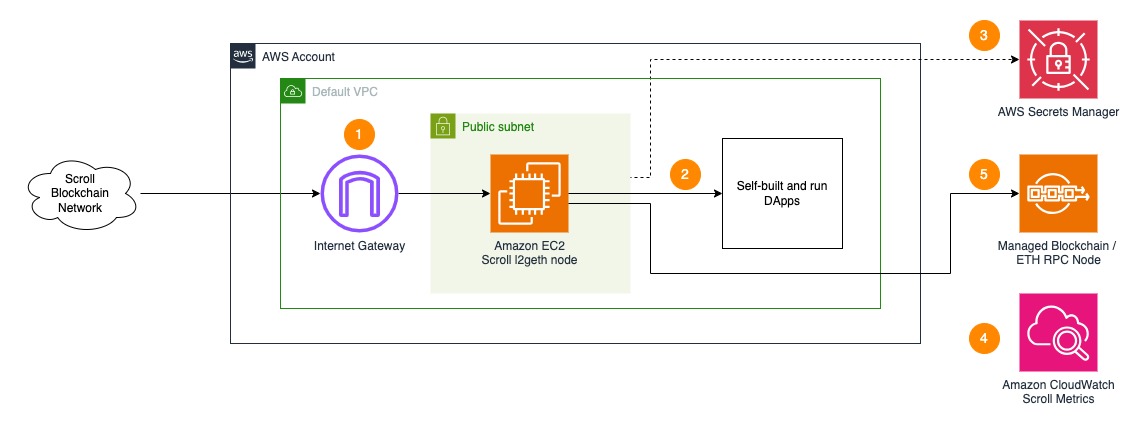 3
aws
AWS Account
Default VPC
AWS Secrets Manager
1
Public subnet
Scroll
Blockchain
Network
2
5
Self-built and run
DApps
Internet Gateway
Amazon EC2
Scroll l2geth node
Managed Blockchain /
ETH RPC Node
4
Amazon CloudWatch
Scroll Metrics